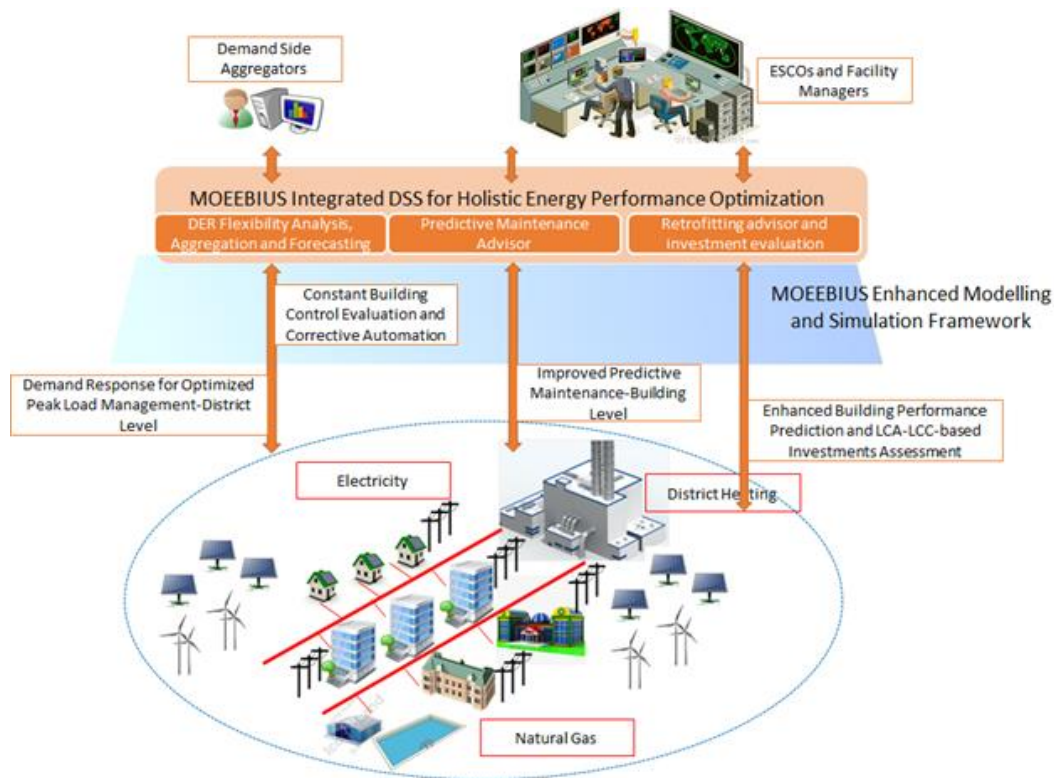 Demand Side
Aggregators
ESCOs and Facility
Managers
MOEEBIUS Integrated DSS for Holistic Energy Performance Optimization
DER Flexibility Analysis,
Aggregation and Forecasting
Predictive Maintenance
Advisor
Retrofitting advisor and
investment evaluation
Constant Building
Control Evaluation and
Corrective Automation
MOEEBIUS Enhanced Modelling
and Simulation Framework
Demand Response for Optimized
Peak Load Management-District
Level
Improved Predictive
Maintenance-Building
Level
Enhanced Building Performance
Prediction and LCA-LCC-based
Investments Assessment
Electricity
District Heating
Natural Gas